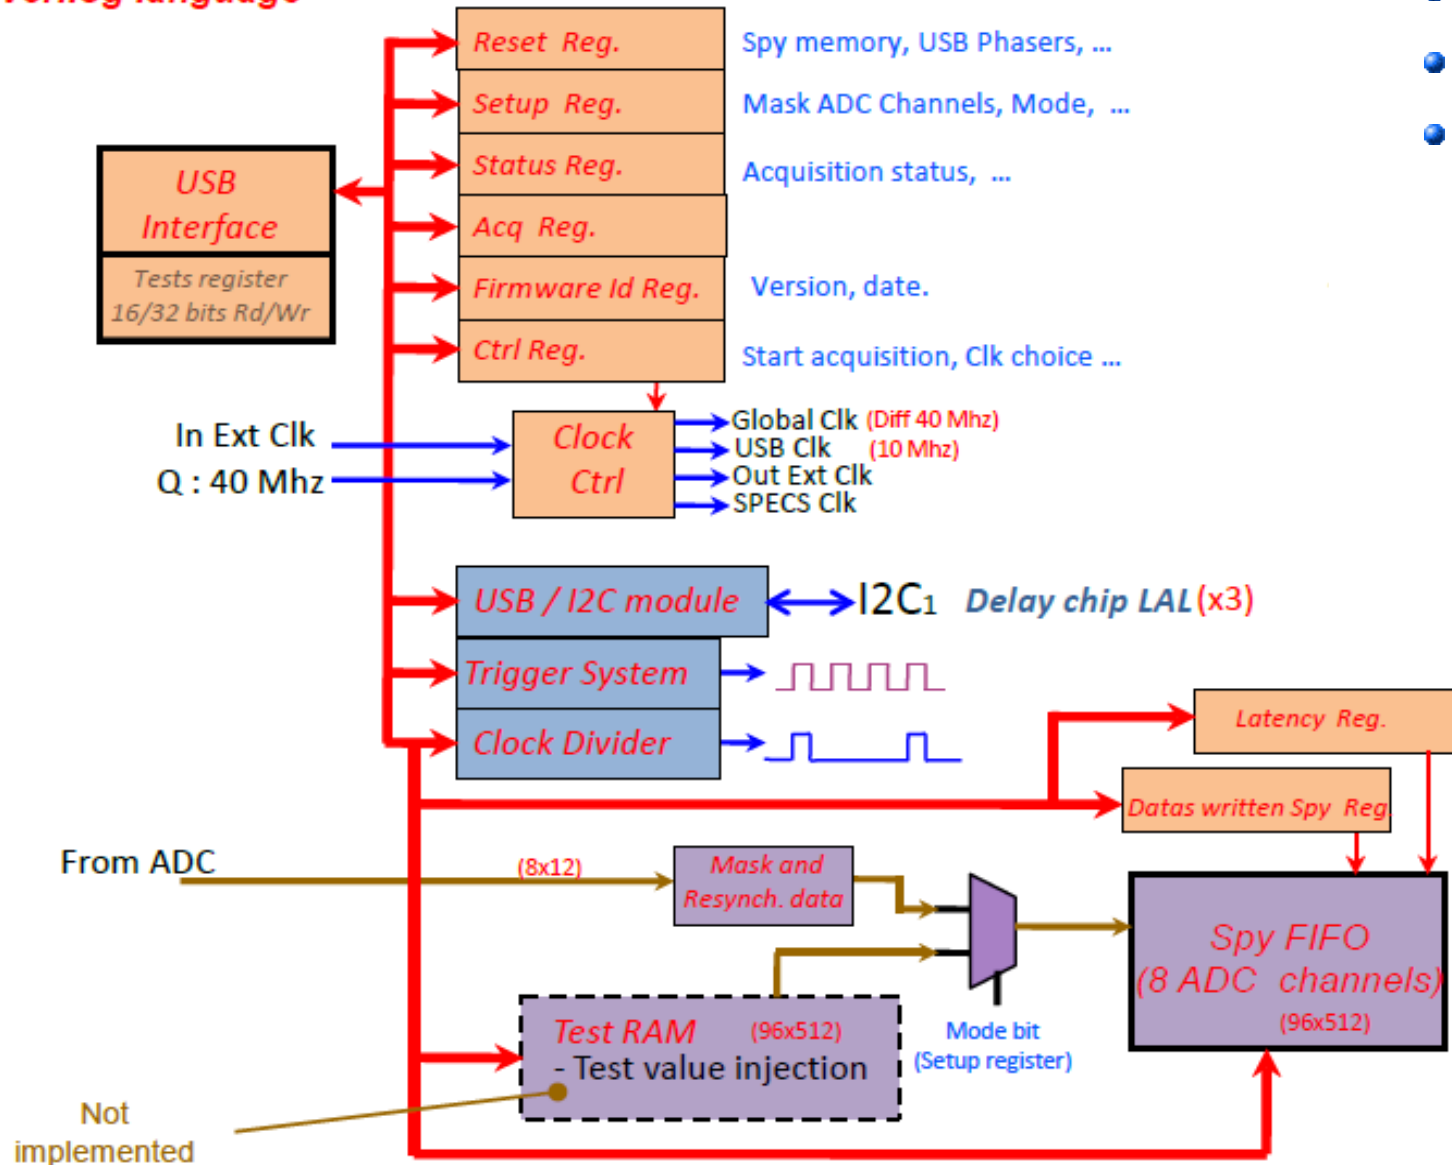 Verilog language
Reset Reg.
Spy memory, USB Phasers, ...
Setup Reg.
Mask ADC Channels, Mode, ...
USB
Interface
Status Reg.
Acquisition status, ...
Acq Reg.
Tests register
16/32 bits Rd/Wr
Firmware Id Reg.
Version, date.
Ctrl Reg.
Start acquisition, Clk choice ...
In Ext Clk
Q : 40 Mhz
Clock
Ctrl
Global Clk (Diff 40 Mhz)
USB Clk (10 Mhz)
Out Ext Clk
SPECS Clk
USB / I2C module
I2C1 Delay chip LAL (x3)
Trigger System
Clock Divider
Latency Reg.
Datas written Spy Reg.
From ADC
(8x12)
Mask and
Resynch. data
Spy FIFO
(8 ADC channels)
(96x512)
Test RAM (96x512)
- Test value injection
Mode bit
(Setup register)
Not
implemented